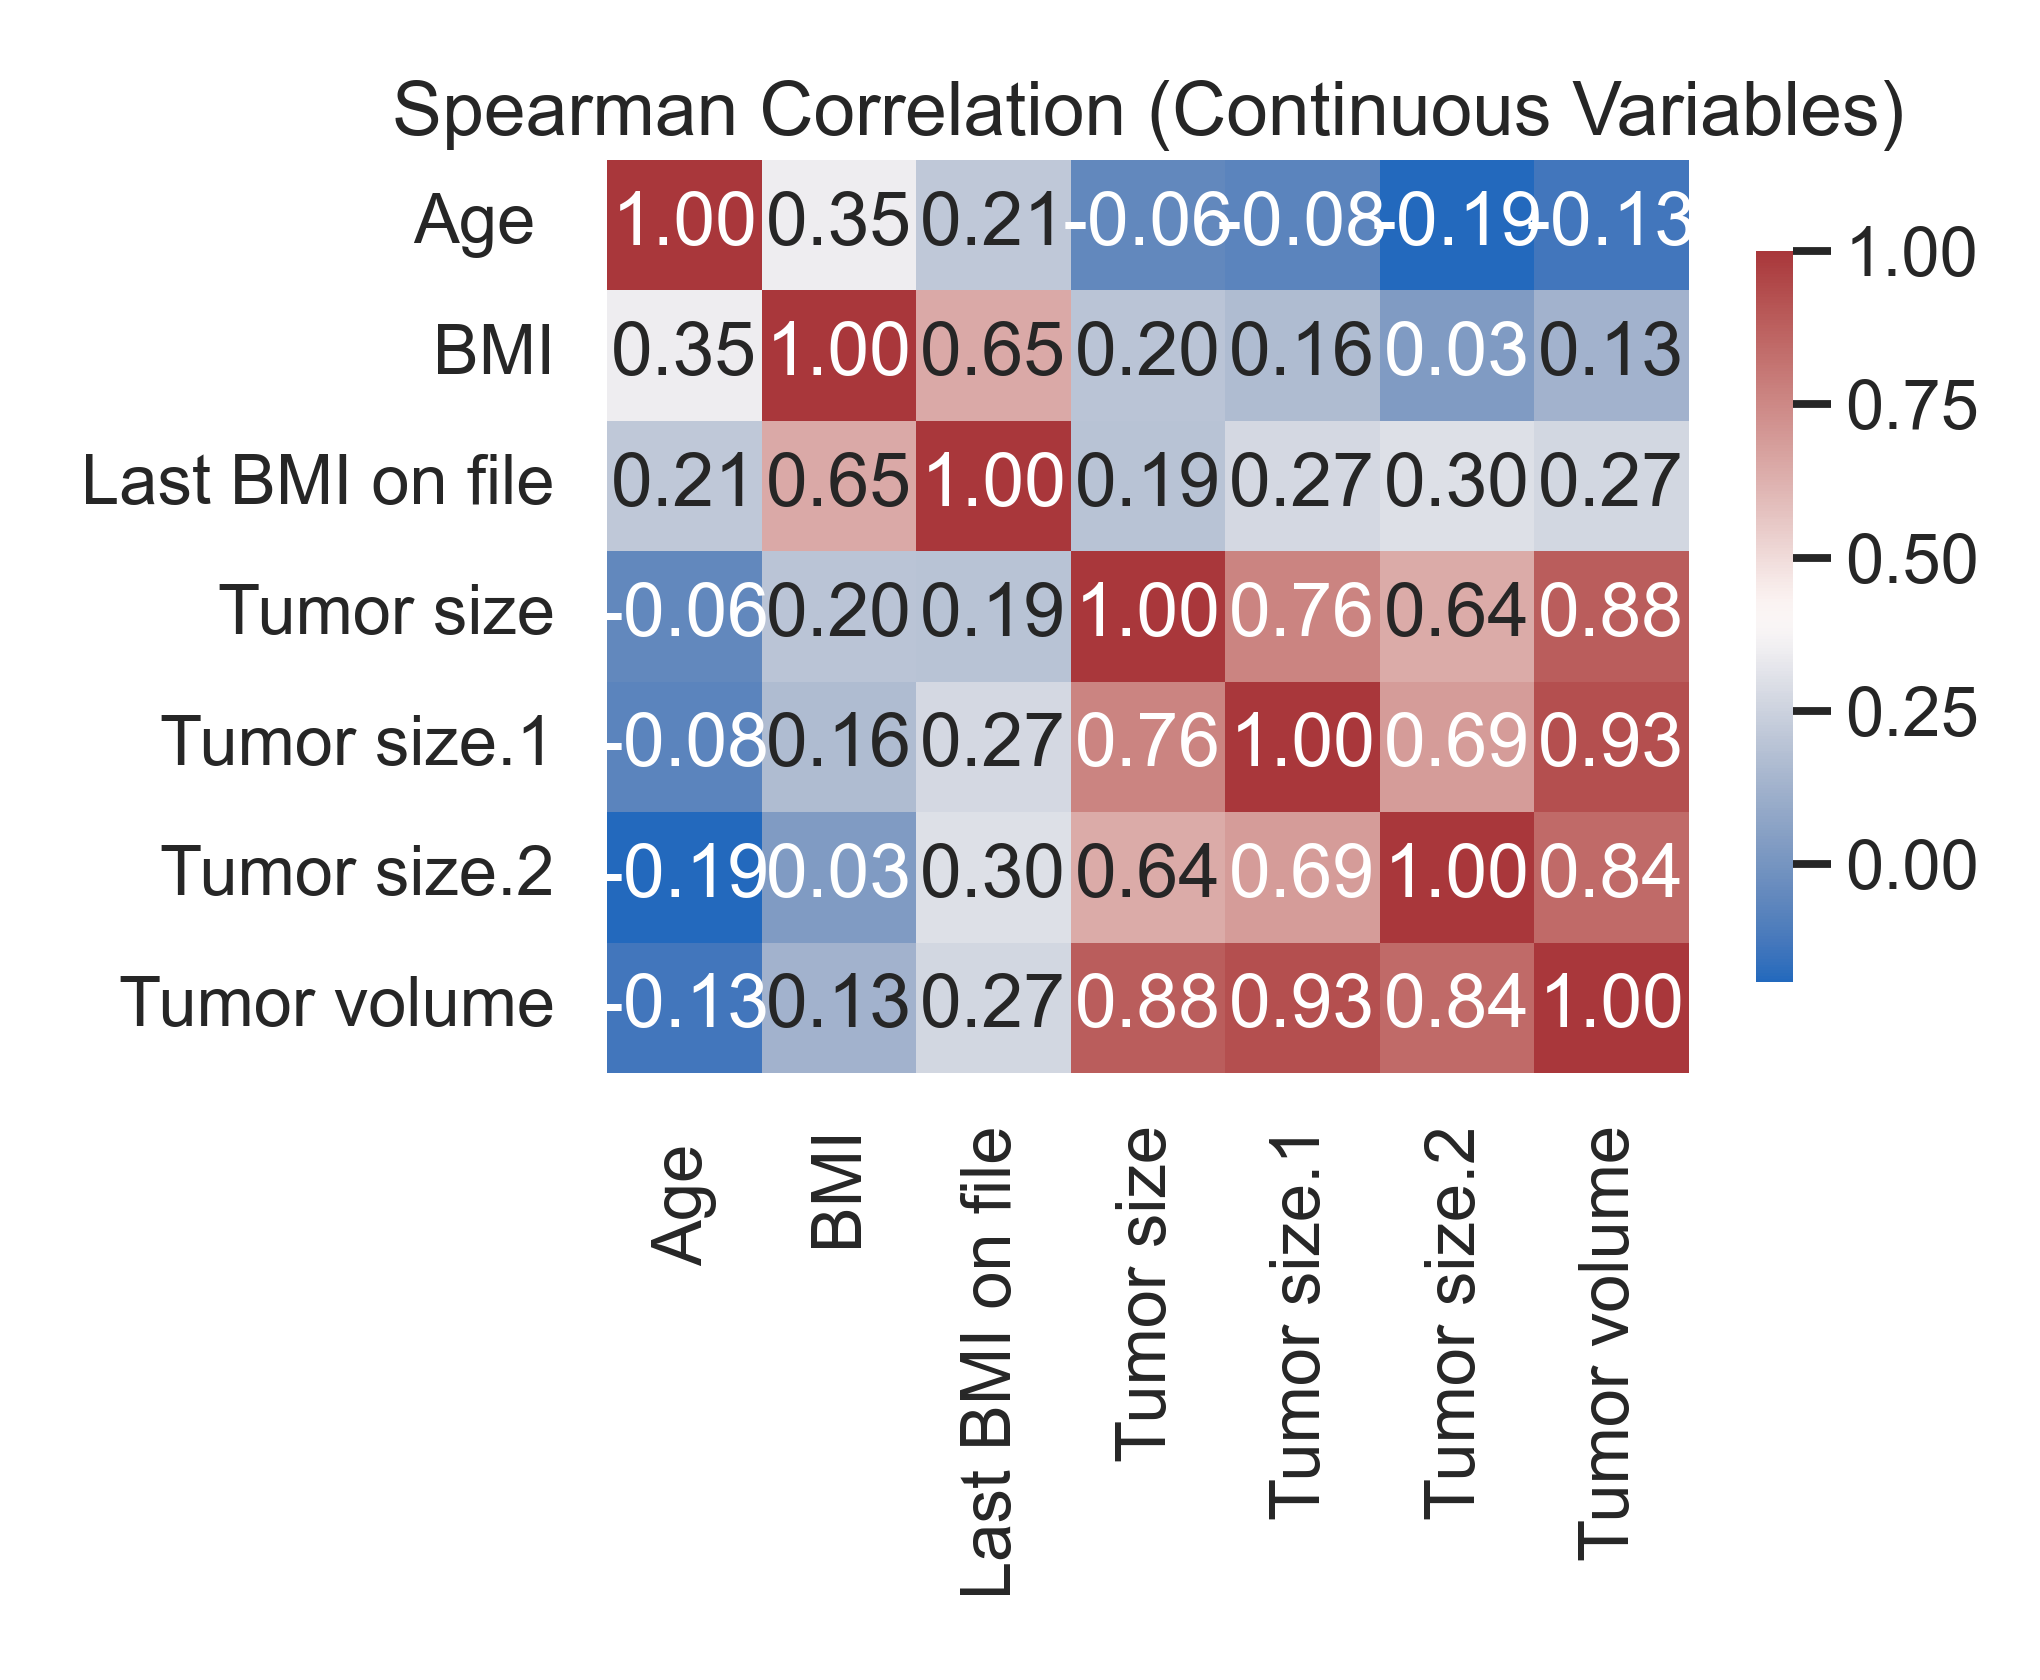 Spearman Correlation (Continuous Variables)
Age 1.00 0.35 0.21 -0.06 -0.08 -0.19 -0.13
BMI 0.35 1.00 0.65 0.20 0.16 0.03 0.13
Last BMI on file 0.21 0.65 1.00 0.19 0.27 0.30 0.27
Tumor size -0.06 0.20 0.19 1.00 0.76 0.64 0.88
Tumor size.1 -0.08 0.16 0.27 0.76 1.00 0.69 0.93
Tumor size.2 -0.19 0.03 0.30 0.64 0.69 1.00 0.84
Tumor volume -0.13 0.13 0.27 0.88 0.93 0.84 1.00
Age
BMI
Last BMI on file
Tumor size
Tumor size.1
Tumor size.2
Tumor volume
1.00
0.75
0.50
0.25
0.00